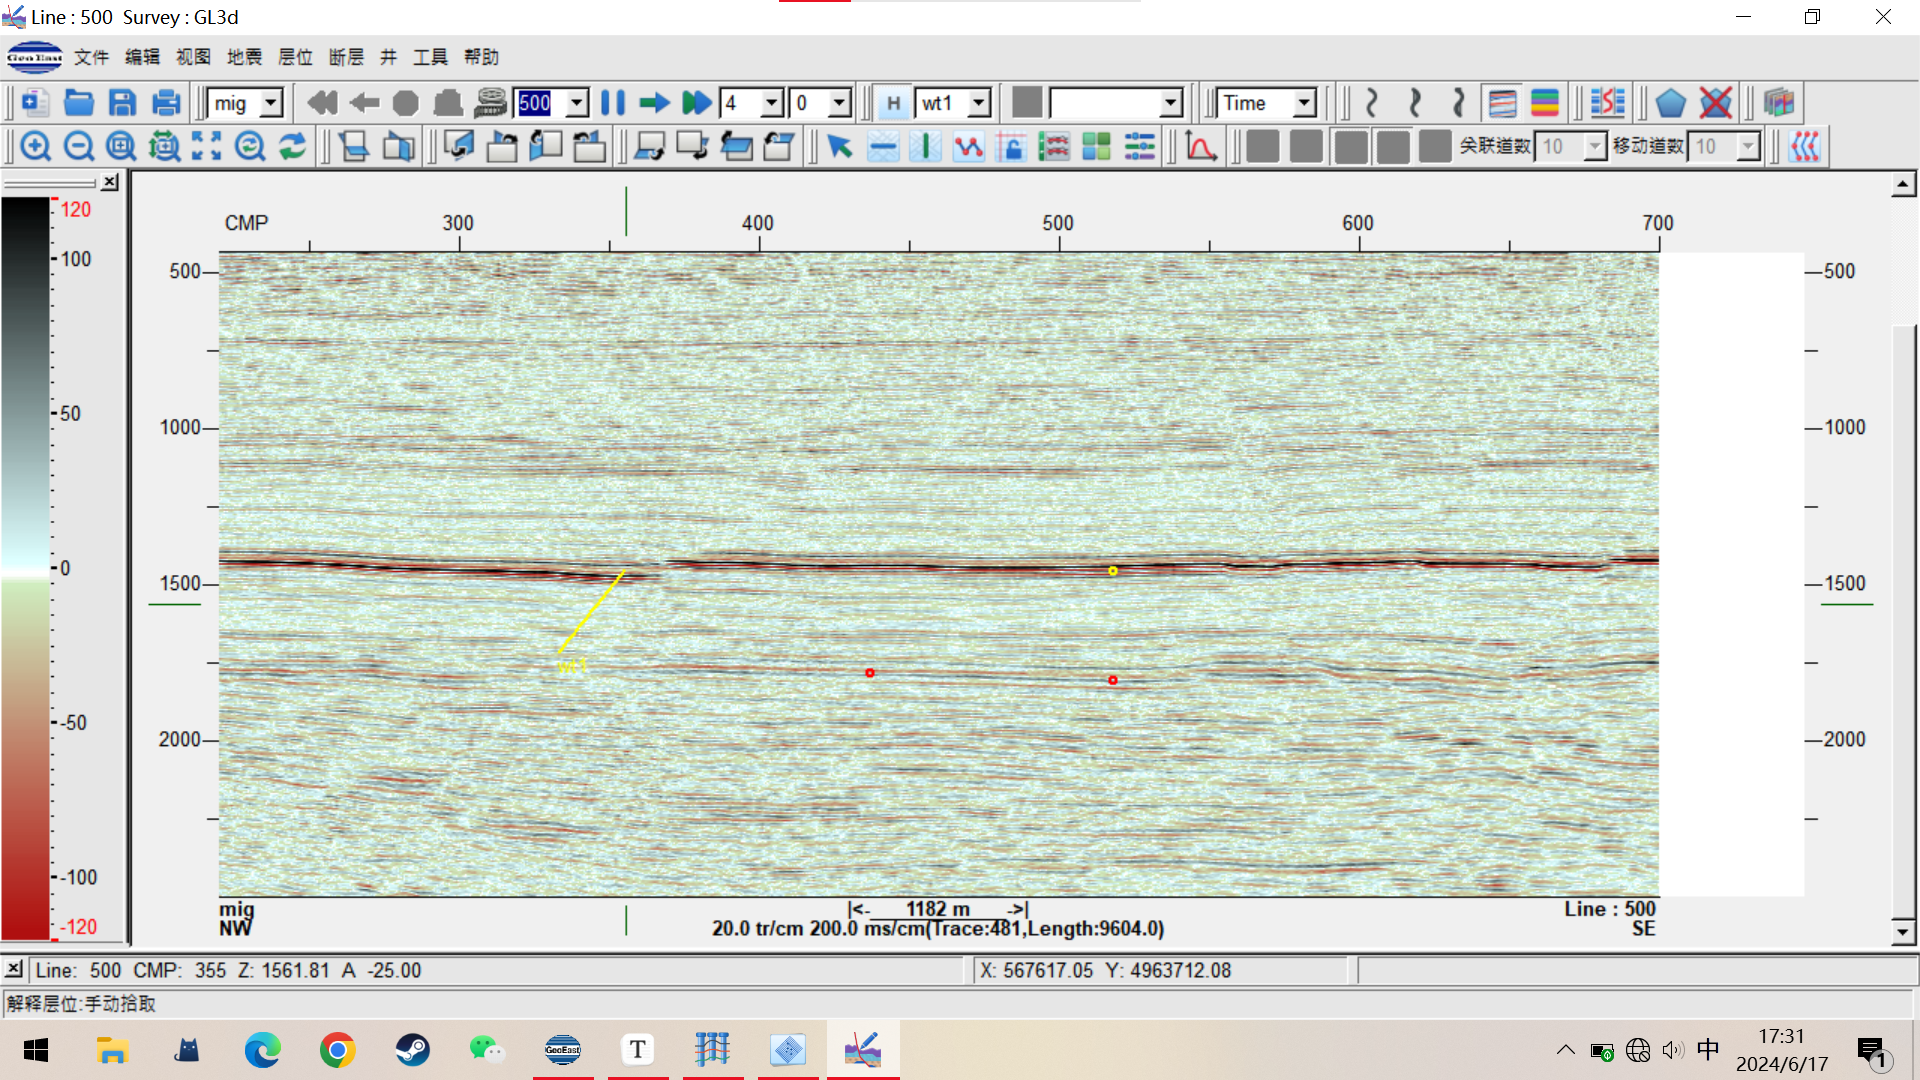 Line : 500 Survey : GL3d
GeoEast 文件 编辑 视图 地震 层位 断层 井 工具 帮助
mig 500 4 0 H wt1 Time
关联道数 10 移动道数 10
120
100
50
0
-50
-100
-120
CMP 300 400 500 600 700
500 500
1000 1000
1500 1500
wt1
2000 2000
mig |<- 1182 m ->| Line : 500
NW 20.0 tr/cm 200.0 ms/cm(Trace:481,Length:9604.0) SE
Line: 500 CMP: 355 Z: 1561.81 A -25.00 X: 567617.05 Y: 4963712.08
解释层位:手动拾取
GeoEast T 中 17:31
2024/6/17 1